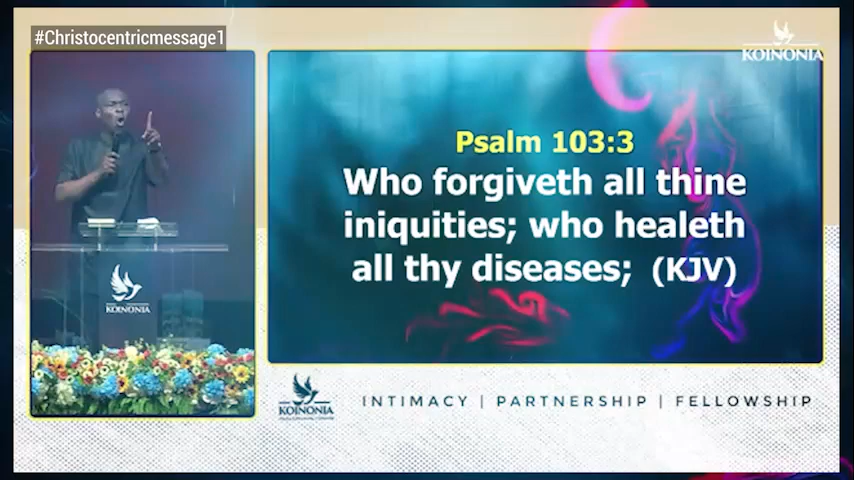 #Christocentricmessage1
KOINONIA
Psalm 103:3
Who forgiveth all thine
iniquities; who healeth
all thy diseases; (KJV)
KOINONIA
KOINONIA
INTIMACY | PARTNERSHIP | FELLOWSHIP